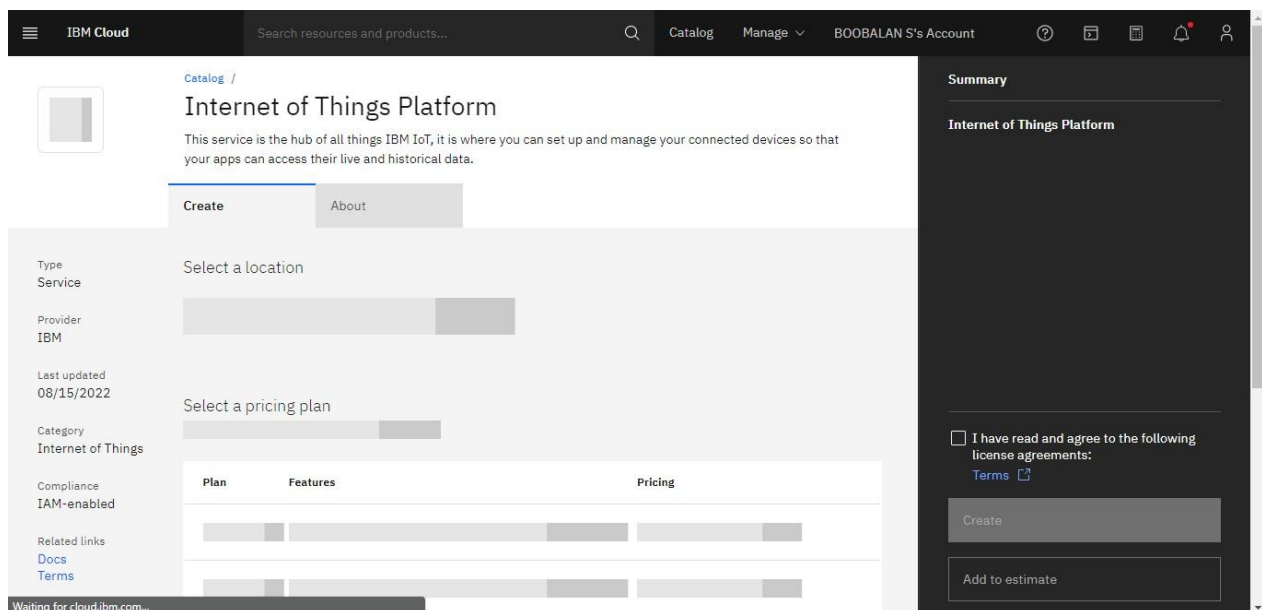 IBM Cloud
Search resources and products...
Catalog
Manage
BOOBALAN S's Account
Catalog /
Internet of Things Platform
This service is the hub of all things IBM IoT, it is where you can set up and manage your connected devices so that
your apps can access their live and historical data.
Create
About
Type
Service
Provider
IBM
Last updated
08/15/2022
Category
Internet of Things
Compliance
IAM-enabled
Related links
Docs
Terms
Select a location
Select a pricing plan
Plan
Features
Pricing
Summary
Internet of Things Platform
I have read and agree to the following
license agreements:
Terms
Create
Add to estimate
Waiting for cloud.ibm.com...